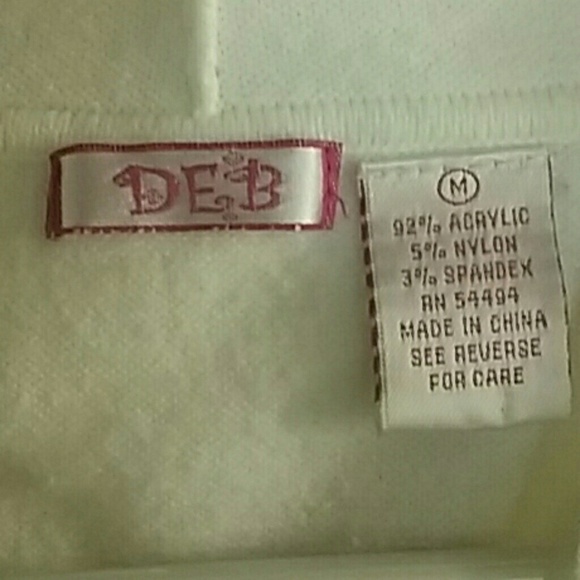 DEB
M
92% ACRYLIC
5% NYLON
3% SPANDEX
RN 54494
MADE IN CHINA
SEE REVERSE
FOR CARE